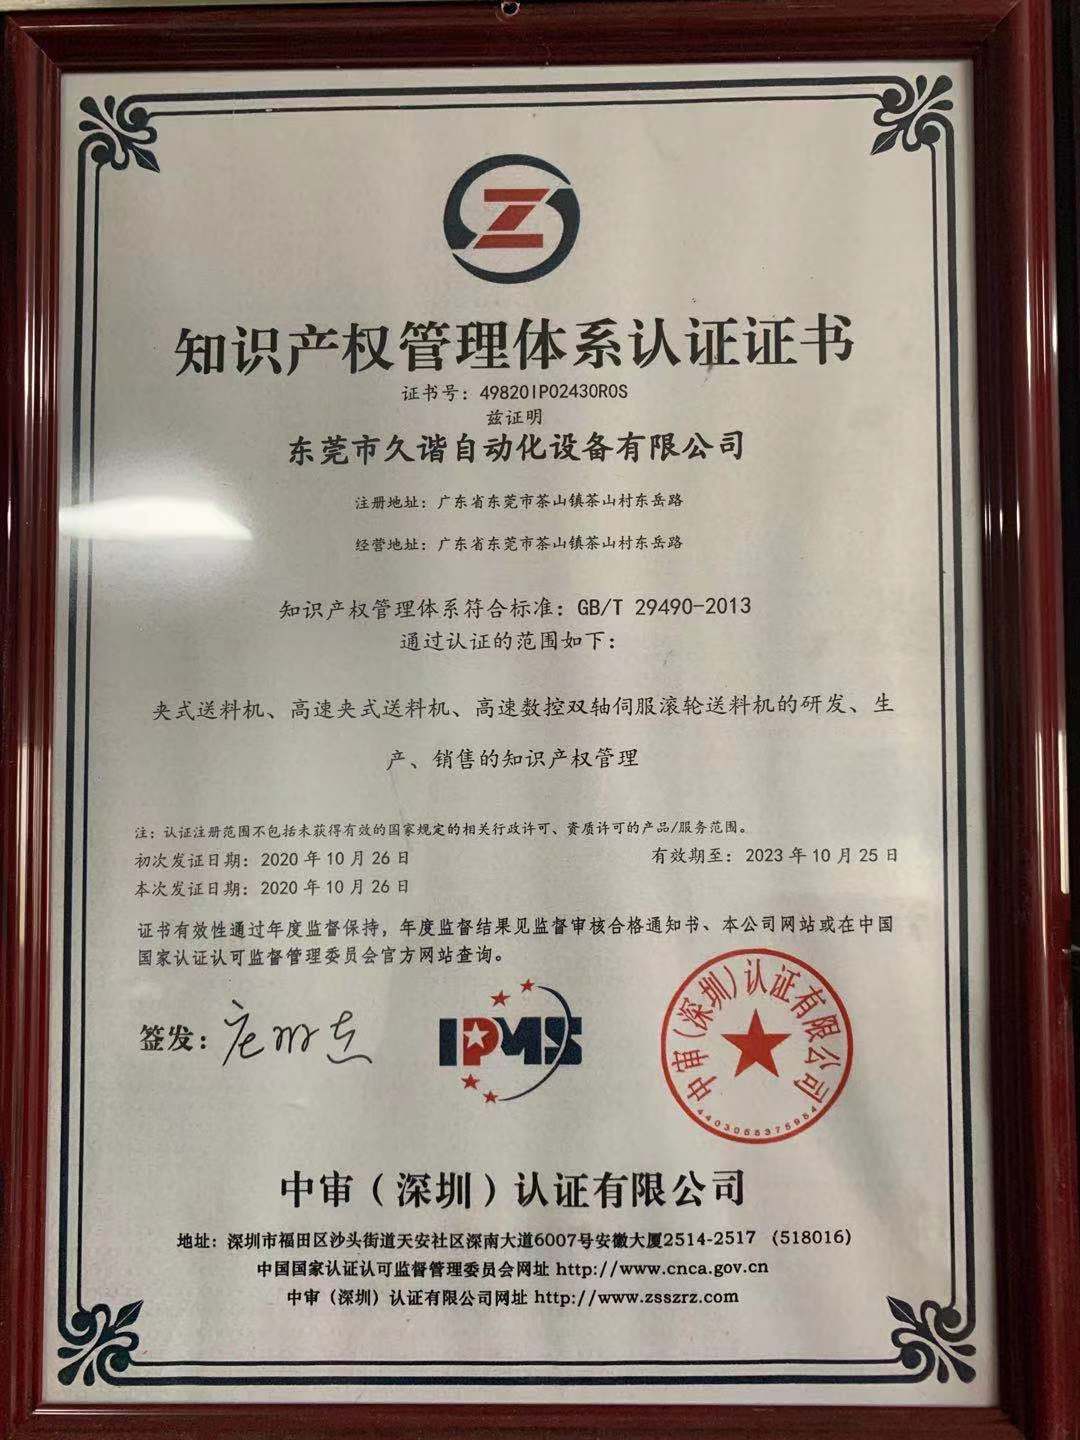 Z
知识产权管理体系认证证书
证书号：49820IP02430R0S
兹证明
东莞市久谐自动化设备有限公司
注册地址：广东省东莞市茶山镇茶山村东岳路
经营地址：广东省东莞市茶山镇茶山村东岳路
知识产权管理体系符合标准：GB/T 29490-2013
通过认证的范围如下：
夹式送料机、高速夹式送料机、高速数控双轴伺服滚轮送料机的研发、生
产、销售的知识产权管理
注：认证注册范围不包括未获得有效的国家规定的相关行政许可、资质许可的产品/服务范围。
初次发证日期：2020 年 10 月 26 日 有效期至：2023 年 10 月 25 日
本次发证日期：2020 年 10 月 26 日
证书有效性通过年度监督保持，年度监督结果见监督审核合格通知书、本公司网站或在中国
国家认证认可监督管理委员会官方网站查询。
签发：
IPMS
中审（深圳）认证有限公司
中审（深圳）认证有限公司
地址：深圳市福田区沙头街道天安社区深南大道6007号安徽大厦2514-2517 （518016）
中国国家认证认可监督管理委员会网址 http://www.cnca.gov.cn
中审（深圳）认证有限公司网址 http://www.zsszrz.com